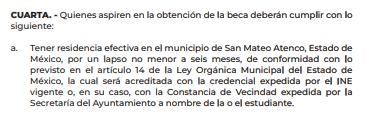 CUARTA. - Quienes aspiren en la obtención de la beca deberán cumplir con lo
siguiente:
a. Tener residencia efectiva en el municipio de San Mateo Atenco, Estado de
México, por un lapso no menor a seis meses, de conformidad con lo
previsto en el artículo 14 de la Ley Orgánica Municipal del Estado de
México, la cual será acreditada con la credencial expedida por el INE
vigente o, en su caso, con la Constancia de Vecindad expedida por la
Secretaría del Ayuntamiento a nombre de la o el estudiante.